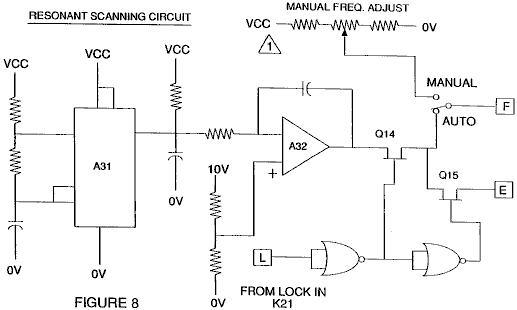 RESONANT SCANNING CIRCUIT
MANUAL FREQ. ADJUST
VCC
0V
1
VCC
VCC
VCC
MANUAL
F
AUTO
A31
A32
+
Q14
Q15
10V
E
0V
L
0V
0V
0V
FROM LOCK IN
K21
FIGURE 8